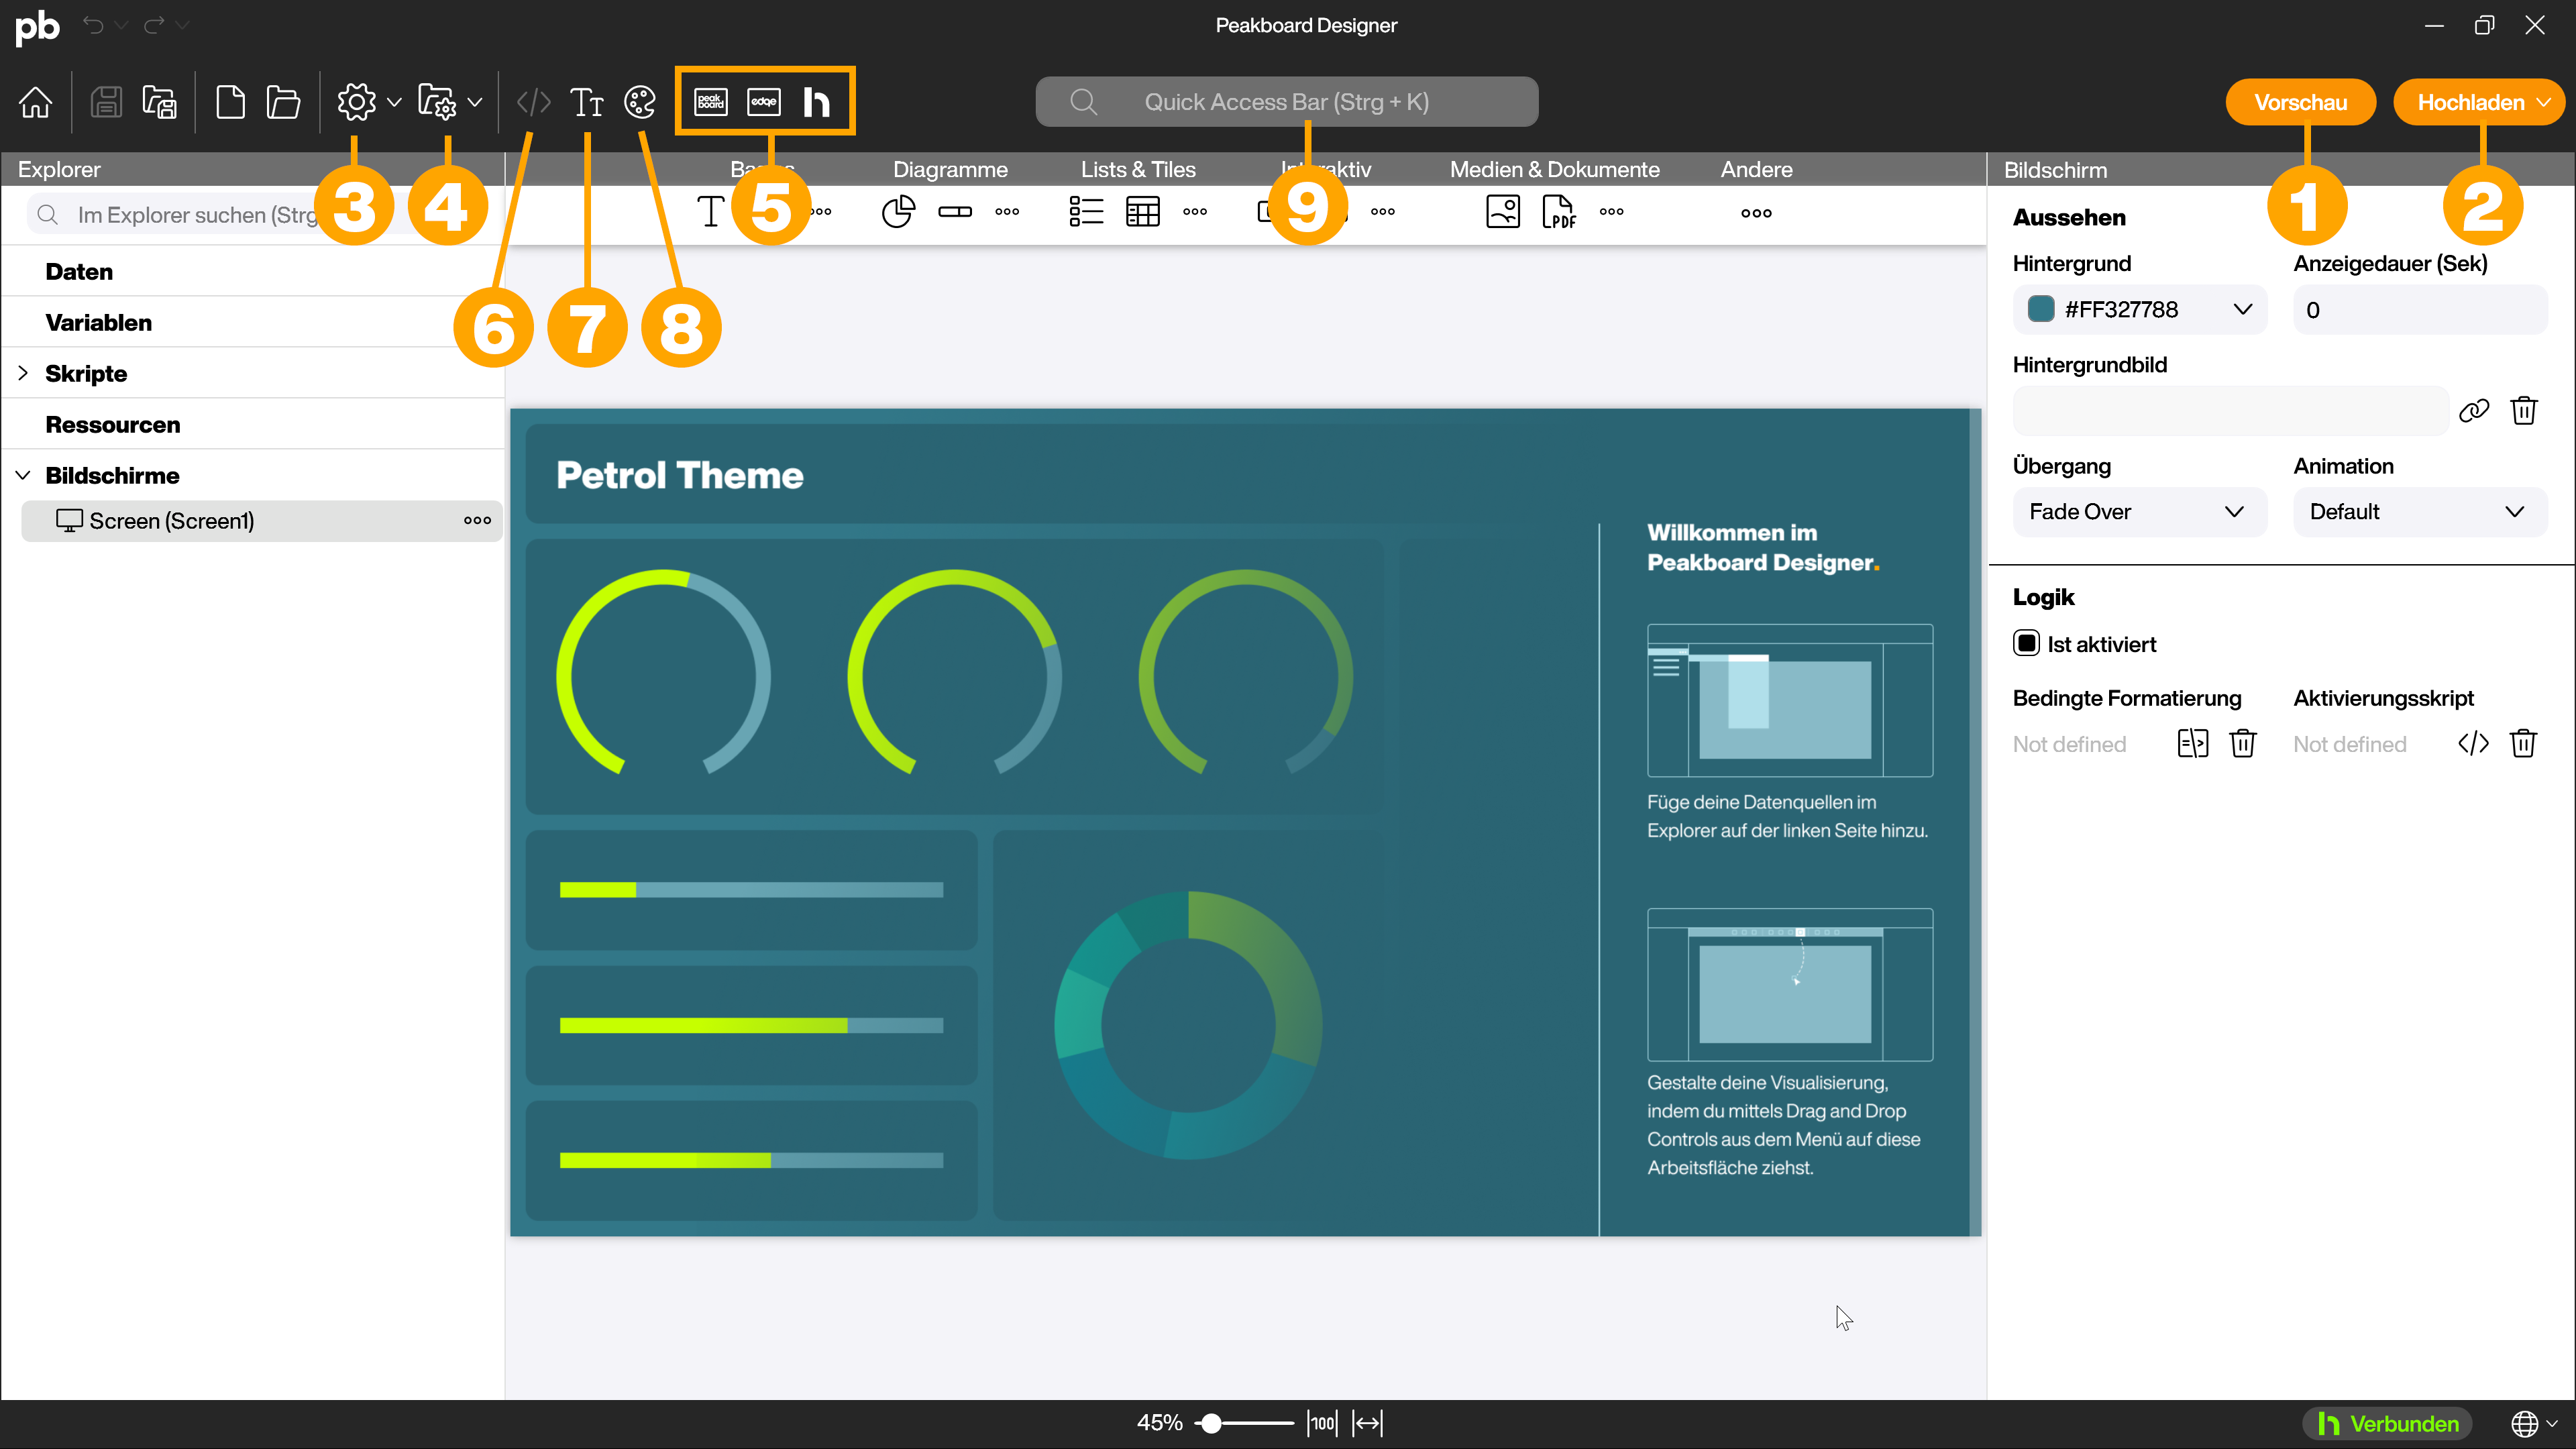 pb
Peakboard Designer
peak board
edge
Quick Access Bar (Strg + K)
Vorschau
Hochladen
Explorer
Diagramme
Lists & Tiles
Medien & Dokumente
Andere
Bildschirm
Im Explorer suchen (Strg
3
4
5
9
1
2
PDF
6
7
8
Daten
Variablen
Skripte
Ressourcen
Bildschirme
Screen (Screen1)
Petrol Theme
Willkommen im
Peakboard Designer.
Füge deine Datenquellen im
Explorer auf der linken Seite hinzu.
Gestalte deine Visualisierung,
indem du mittels Drag and Drop
Controls aus dem Menü auf diese
Arbeitsfläche ziehst.
Aussehen
Hintergrund
Anzeigedauer (Sek)
#FF327788
0
Hintergrundbild
Übergang
Animation
Fade Over
Default
Logik
Ist aktiviert
Bedingte Formatierung
Aktivierungsskript
Not defined
Not defined
45%
100
Verbunden